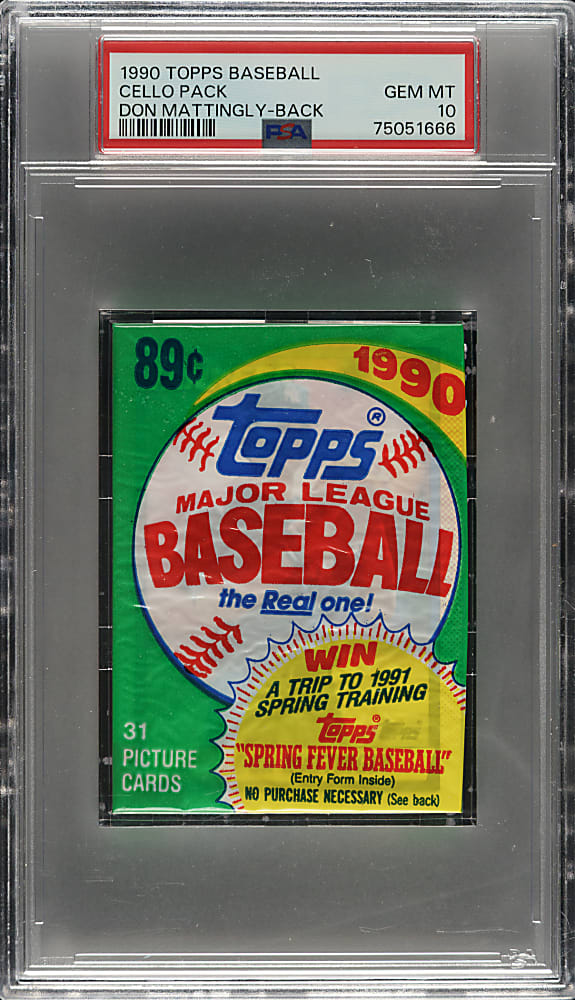 1990 TOPPS BASEBALL
CELLO PACK GEM MT
DON MATTINGLY-BACK 10
PSA 75051666
89¢
1990
Topps®
MAJOR LEAGUE
BASEBALL
the Real one!
WIN
A TRIP TO 1991
SPRING TRAINING
Topps®
"SPRING FEVER BASEBALL"
(Entry Form Inside)
NO PURCHASE NECESSARY (See back)
31
PICTURE
CARDS